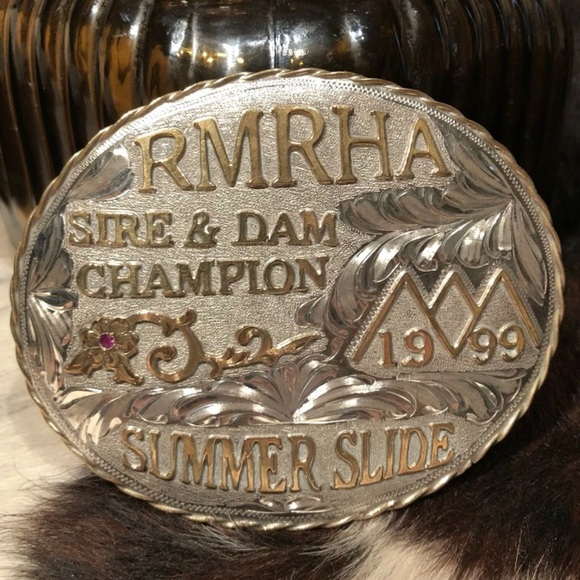 RMRHA
SIRE & DAM
CHAMPION
1999
SUMMER SLIDE